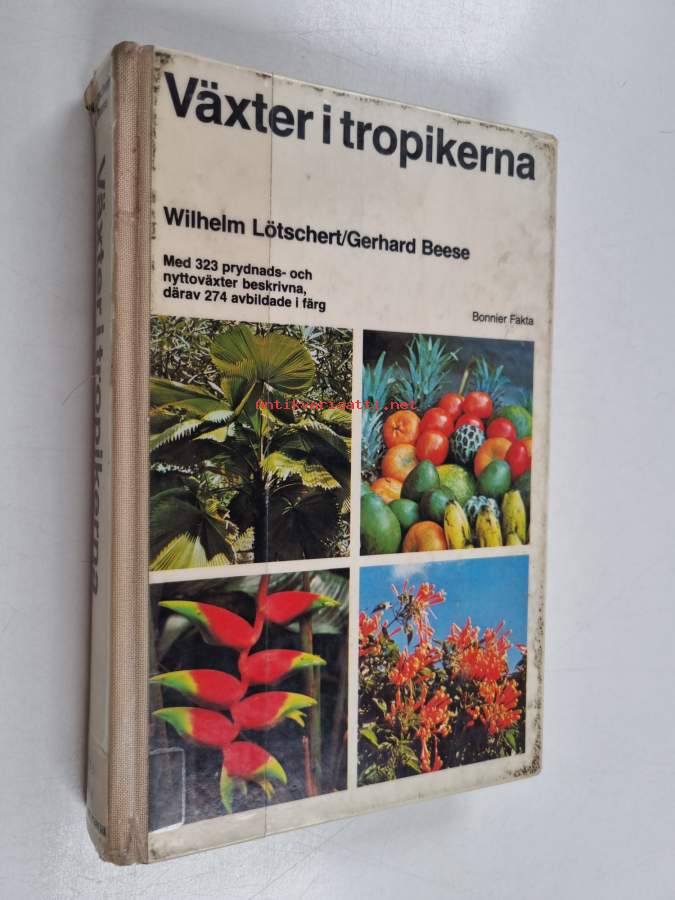 Växter i tropikerna
Wilhelm Lötschert/Gerhard Beese
Med 323 prydnads- och
nyttoväxter beskrivna,
därav 274 avbildade i färg
Bonnier Fakta
Antikvariaatti.net
Växter i tropikerna